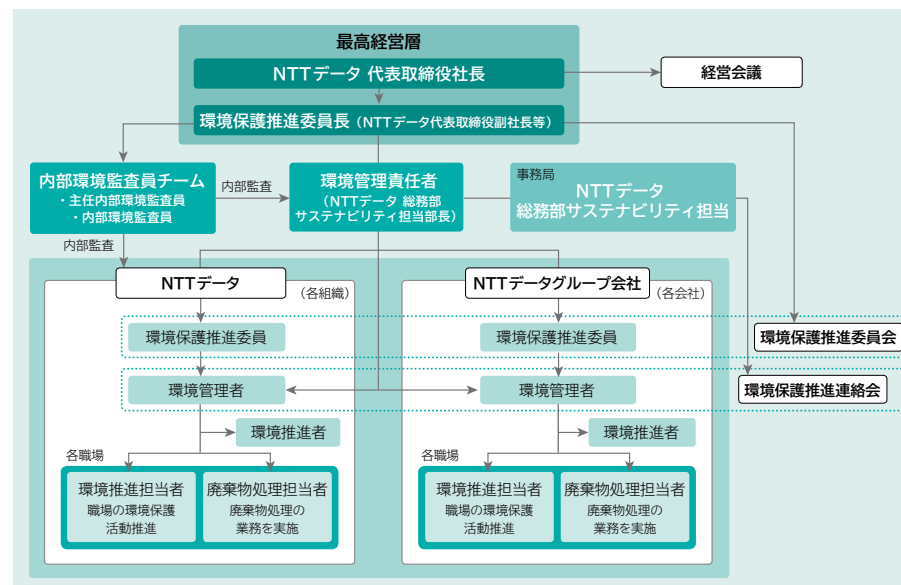 最高経営層
NTTデータ 代表取締役社長
経営会議
環境保護推進委員長（NTTデータ代表取締役副社長等）
内部環境監査員チーム
・主任内部環境監査員
・内部環境監査員
内部監査
環境管理責任者
（NTTデータ 総務部
サステナビリティ担当部長）
事務局
NTTデータ
総務部サステナビリティ担当
内部監査
NTTデータ
（各組織）
NTTデータグループ会社
（各会社）
環境保護推進委員
環境保護推進委員
環境保護推進委員会
環境管理者
環境管理者
環境保護推進連絡会
環境推進者
環境推進者
各職場
各職場
環境推進担当者
職場の環境保護
活動推進
廃棄物処理担当者
廃棄物処理の
業務を実施
環境推進担当者
職場の環境保護
活動推進
廃棄物処理担当者
廃棄物処理の
業務を実施